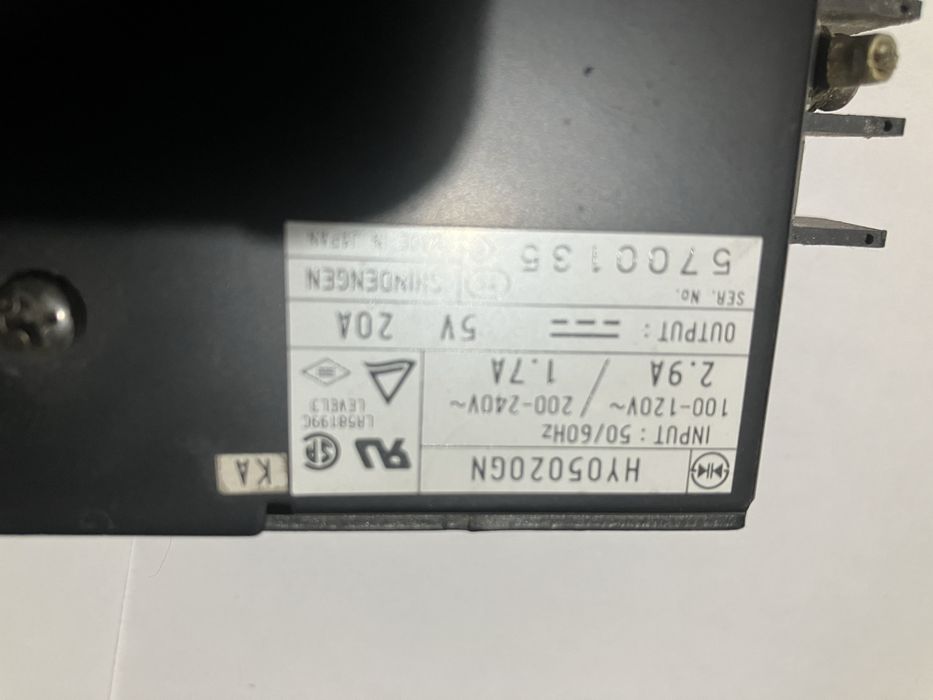 HY05020GN
INPUT : 50/60Hz
100-120V~ / 200-240V~
2.9A / 1.7A
LR58199C
LEVEL3
OUTPUT : 5V 20A
SER. No.
5700135
SHINDENGEN
MADE IN JAPAN
KA